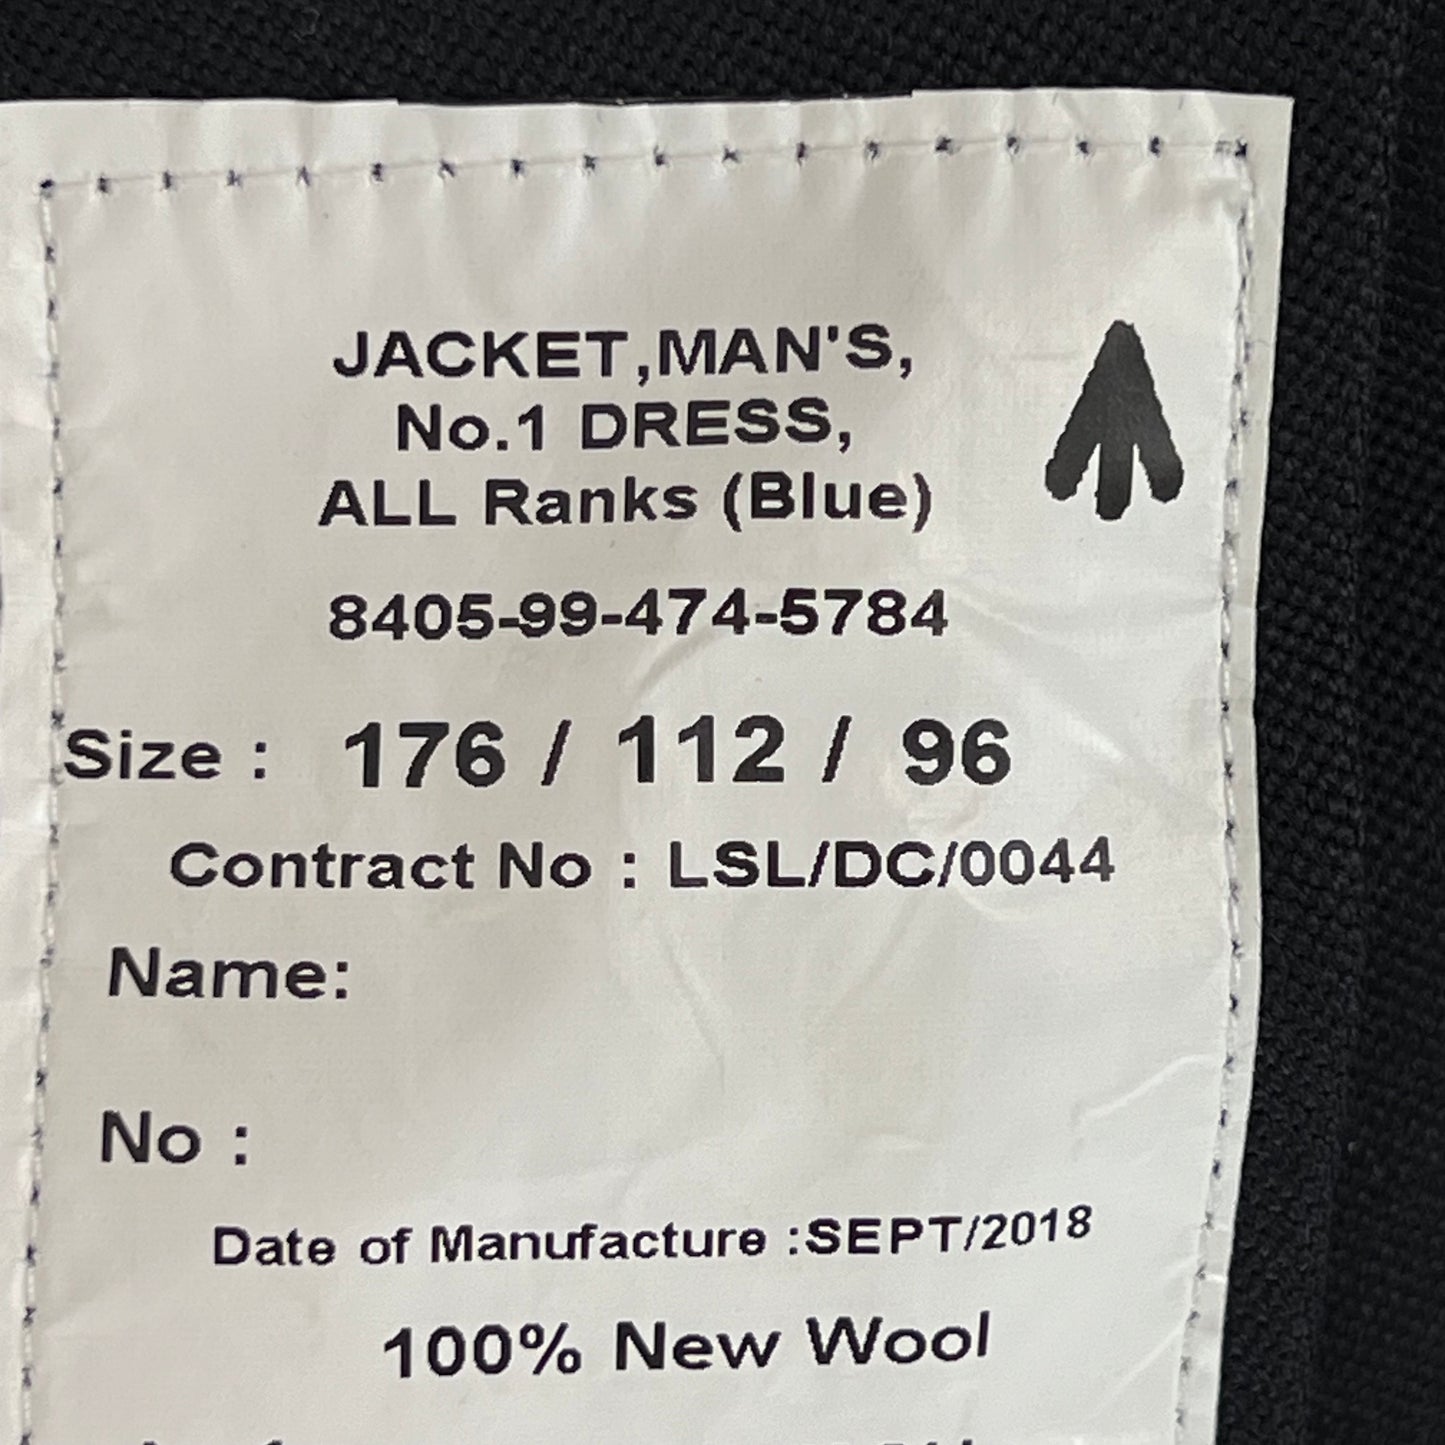 JACKET,MAN'S,
No.1 DRESS,
ALL Ranks (Blue)
8405-99-474-5784
Size : 176 / 112 / 96
Contract No : LSL/DC/0044
Name:
No :
Date of Manufacture :SEPT/2018
100% New Wool